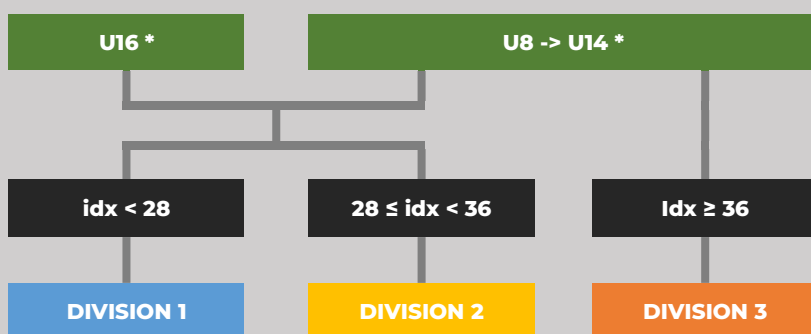 U16 *
U8 -> U14 *
idx < 28
28 ≤ idx < 36
Idx ≥ 36
DIVISION 1
DIVISION 2
DIVISION 3